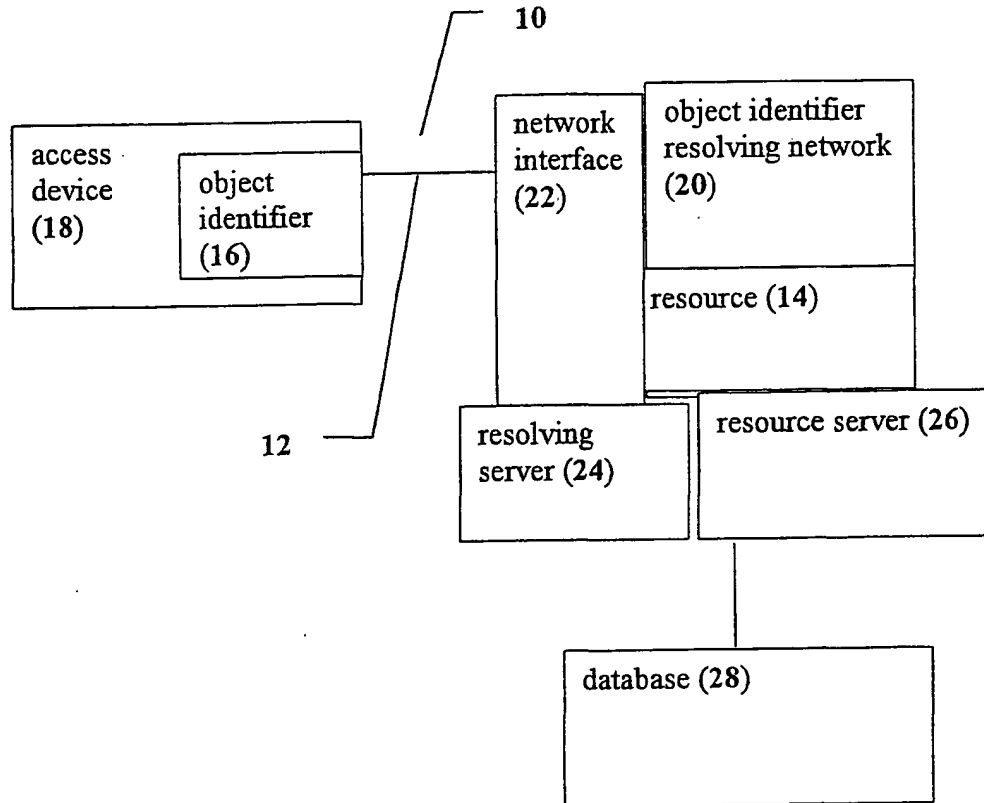 10
access
device
(18)
object
identifier
(16)
network
interface
(22)
object identifier
resolving network
(20)
resource (14)
12
resolving
server (24)
resource server (26)
database (28)